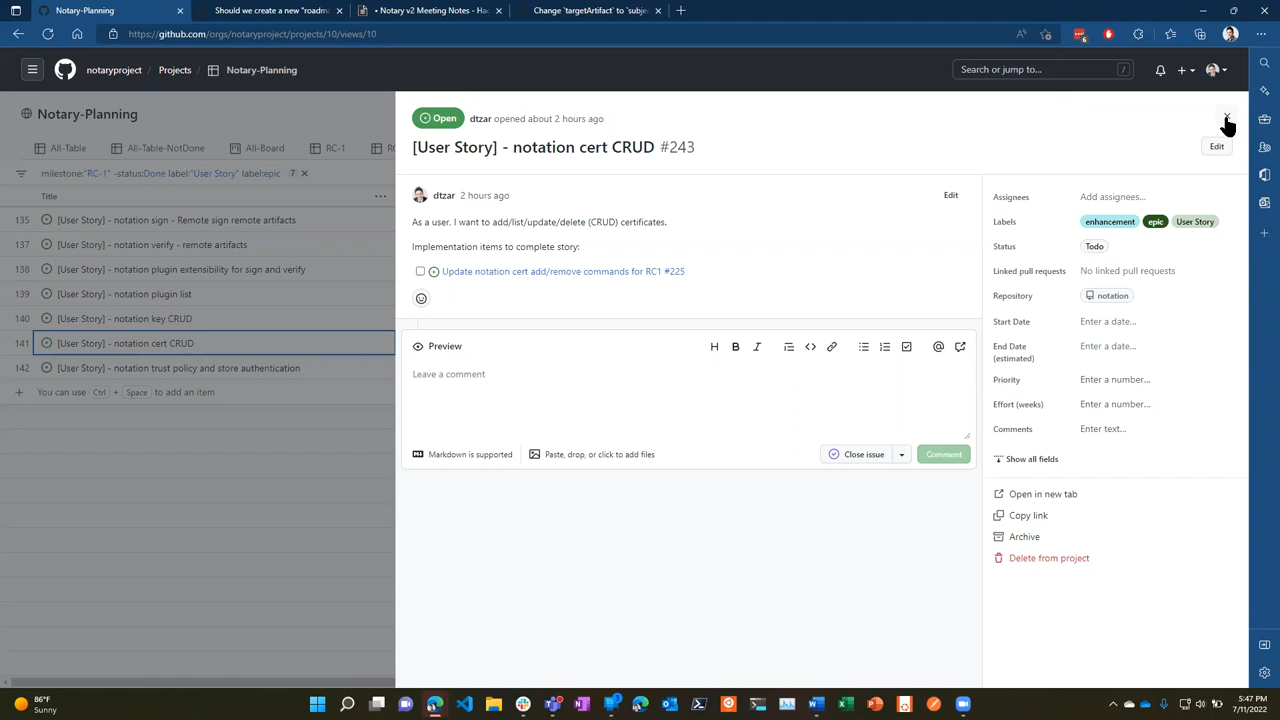 Notary-Planning
Should we create a new "roadm
• Notary v2 Meeting Notes - Hac
Change `targetArtifact` to `subje
https://github.com/orgs/notaryproject/projects/10/views/10
notaryproject
Projects
Notary-Planning
Search or jump to...
/
Notary-Planning
Open
dtzar opened about 2 hours ago
[User Story] - notation cert CRUD #243
Edit
All-Table
All-Table-NotDone
All-Board
RC-1
milestone:"RC-1" -status:Done label:"User Story" label:epic
7
Title
135 [User Story] - notation sign - Remote sign remote artifacts
137 [User Story] - notation verify - remote artifacts
138 [User Story] - notation plugin extensibility for sign and verify
139 [User Story] - notation plugin list
140 [User Story] - notation key CRUD
141 [User Story] - notation cert CRUD
142 [User Story] - notation trust policy and store authentication
You can use Ctrl + Space to add an item
dtzar 2 hours ago
Edit
As a user, I want to add/list/update/delete (CRUD) certificates.
Implementation items to complete story:
Update notation cert add/remove commands for RC1 #225
Preview
Leave a comment
Markdown is supported
Paste, drop, or click to add files
Close issue
Comment
Assignees
Add assignees...
Labels
enhancement
epic
User Story
Status
Todo
Linked pull requests
No linked pull requests
Repository
notation
Start Date
Enter a date...
End Date
(estimated)
Enter a date...
Priority
Enter a number...
Effort (weeks)
Enter a number...
Comments
Enter text...
Show all fields
Open in new tab
Copy link
Archive
Delete from project
86°F
Sunny
5:47 PM
7/11/2022